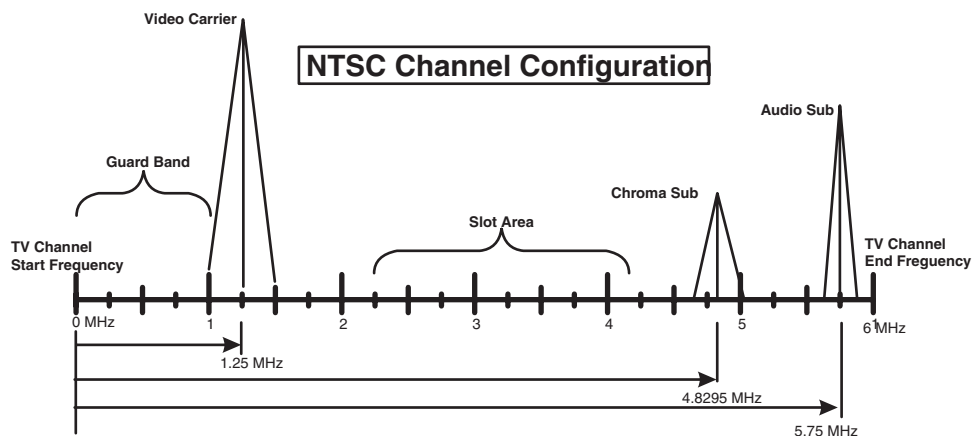 Video Carrier
NTSC Channel Configuration
Audio Sub
Guard Band
Chroma Sub
Slot Area
TV Channel
Start Frequency
TV Channel
End Freguency
0 MHz
1
2
3
4
5
6 MHz
1
1.25 MHz
4.8295 MHz
5.75 MHz